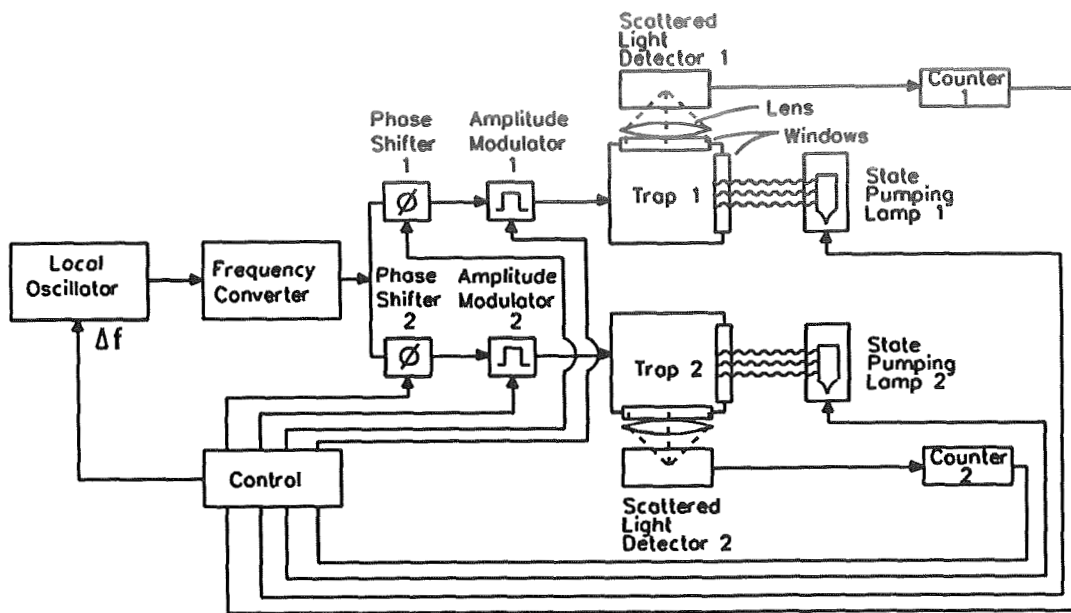 Scattered
Light
Detector 1
Counter
1
Lens
Windows
Phase
Shifter
1
Amplitude
Modulator
1
ϕ
Trap 1
State
Pumping
Lamp 1
Local
Oscillator
Frequency
Converter
Phase
Shifter
2
Amplitude
Modulator
2
Δf
ϕ
Trap 2
State
Pumping
Lamp 2
Control
Counter
2
Scattered
Light
Detector 2